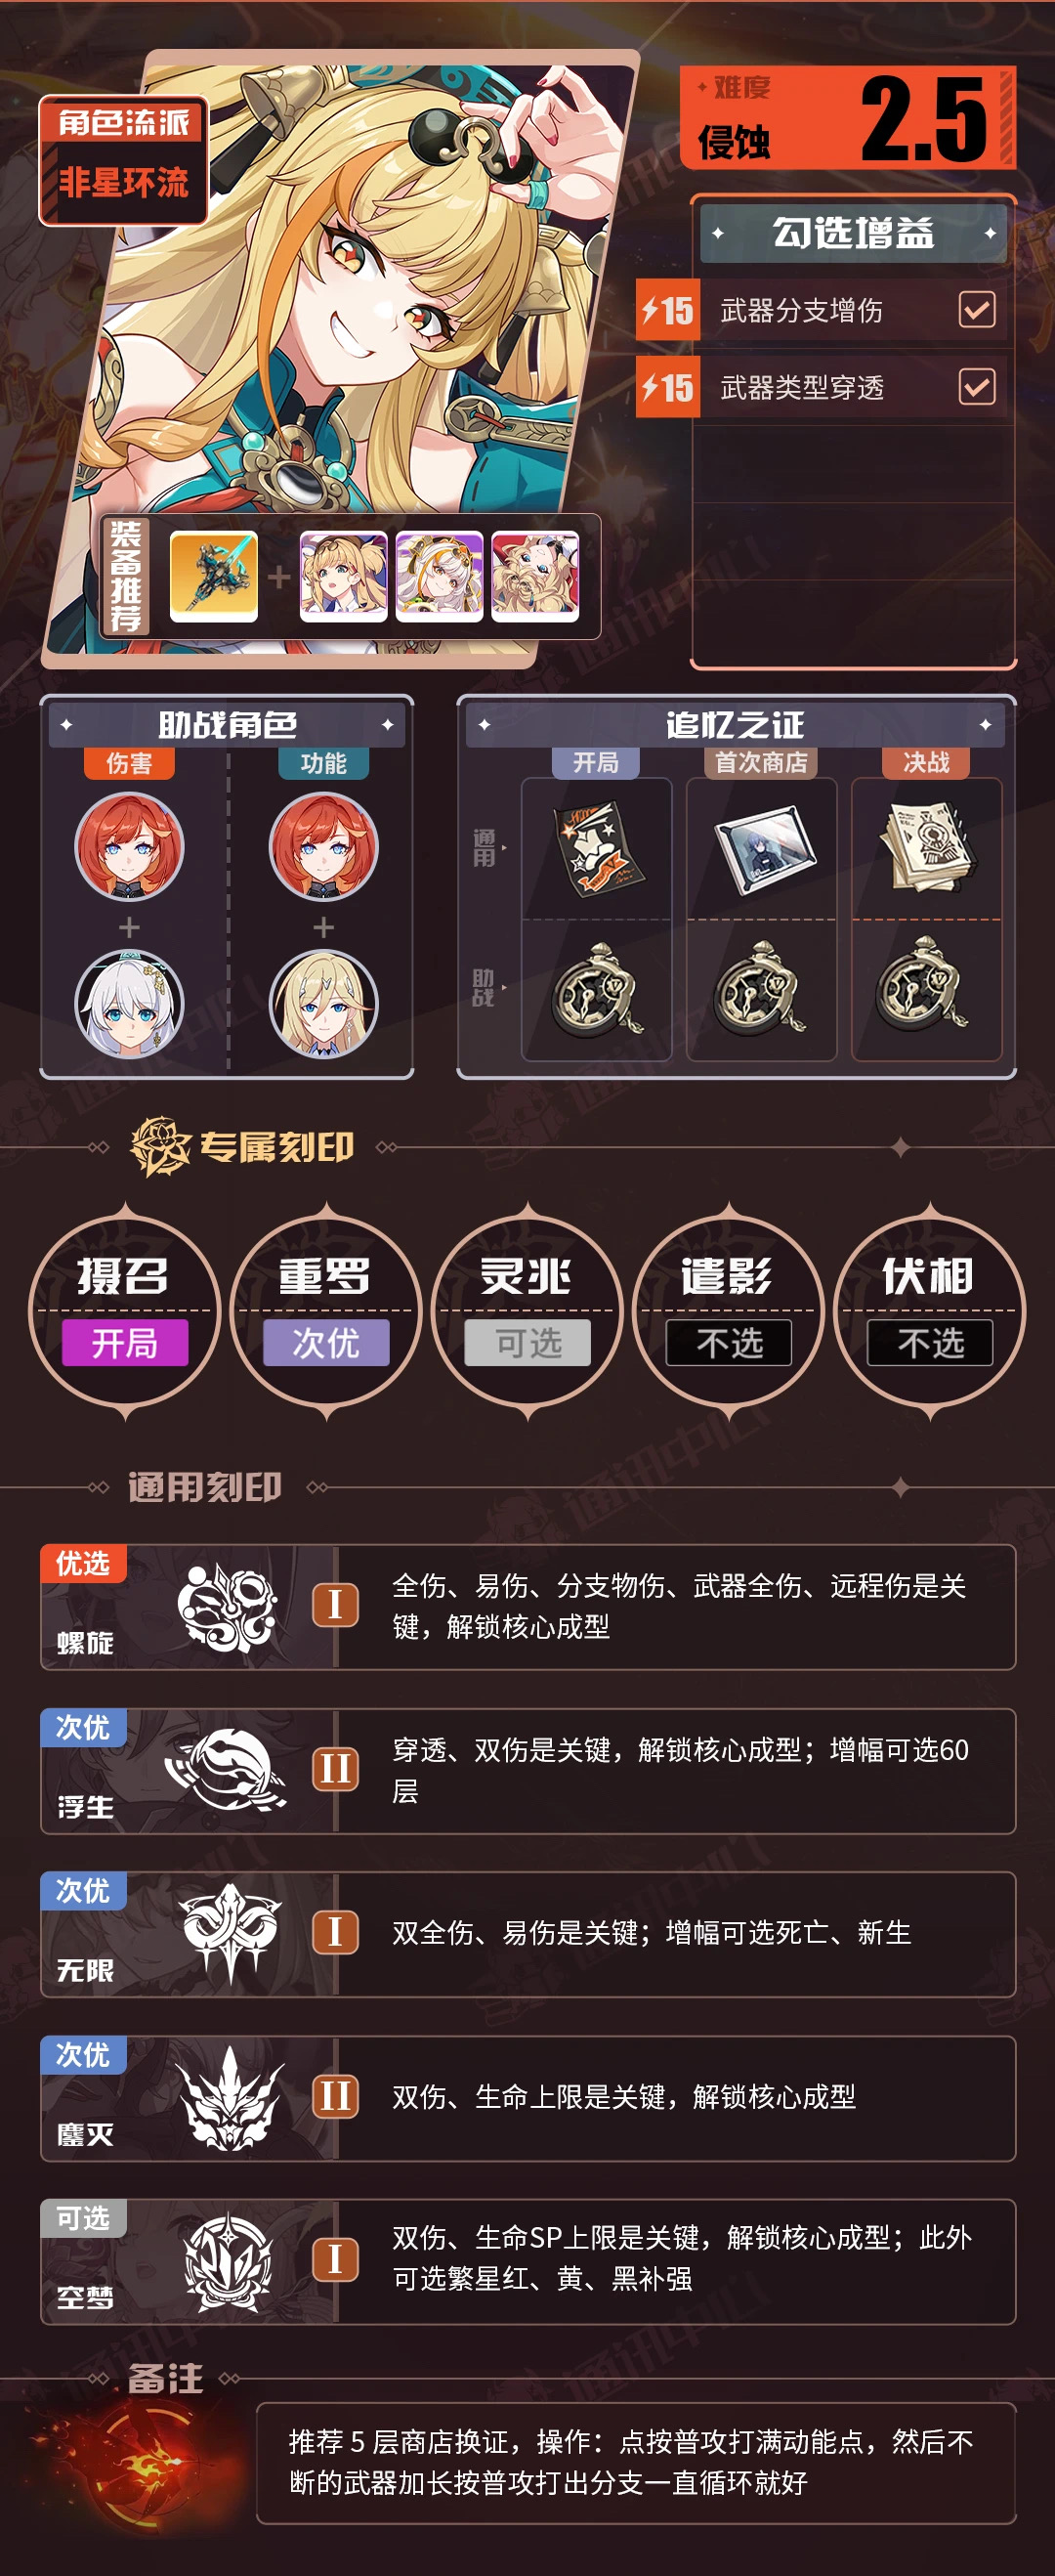 角色流派
非星环流
难度
侵蚀
2.5
勾选增益
15
武器分支增伤
15
武器类型穿透
装备推荐
助战角色
伤害
功能
追忆之证
开局
首次商店
决战
通用
助战
专属刻印
摄召
重罗
灵兆
遣影
伏相
开局
次优
可选
不选
不选
通用刻印
优选
螺旋
I
全伤、易伤、分支物伤、武器全伤、远程伤是关
键，解锁核心成型
次优
浮生
II
穿透、双伤是关键，解锁核心成型；增幅可选60
层
次优
无限
I
双全伤、易伤是关键；增幅可选死亡、新生
次优
鏖灭
II
双伤、生命上限是关键，解锁核心成型
可选
空梦
I
双伤、生命SP上限是关键，解锁核心成型；此外
可选繁星红、黄、黑补强
备注
推荐 5 层商店换证，操作：点按普攻打满动能点，然后不
断的武器加长按普攻打出分支一直循环就好
通讯中心